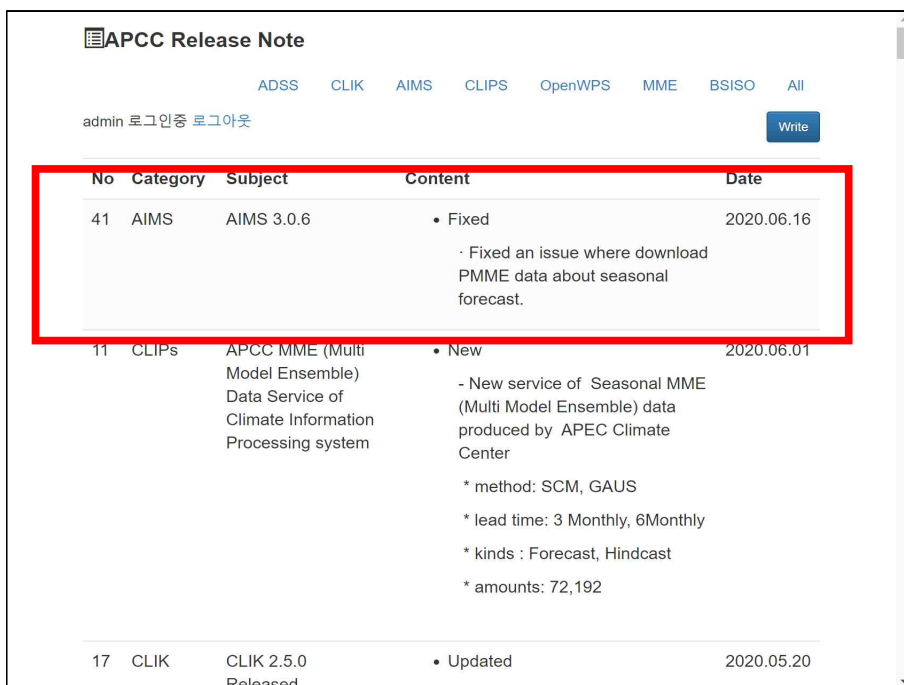 APCC Release Note
ADSS CLIK AIMS CLIPS OpenWPS MME BSISO All
admin 로그인중 로그아웃
Write
No Category Subject Content Date
41 AIMS AIMS 3.0.6 • Fixed 2020.06.16
· Fixed an issue where download
PMME data about seasonal
forecast.
11 CLIPs APCC MME (Multi • New 2020.06.01
Model Ensemble)
Data Service of
Climate Information
Processing system
- New service of Seasonal MME
(Multi Model Ensemble) data
produced by APEC Climate
Center
* method: SCM, GAUS
* lead time: 3 Monthly, 6Monthly
* kinds : Forecast, Hindcast
* amounts: 72,192
17 CLIK CLIK 2.5.0 • Updated 2020.05.20
Released